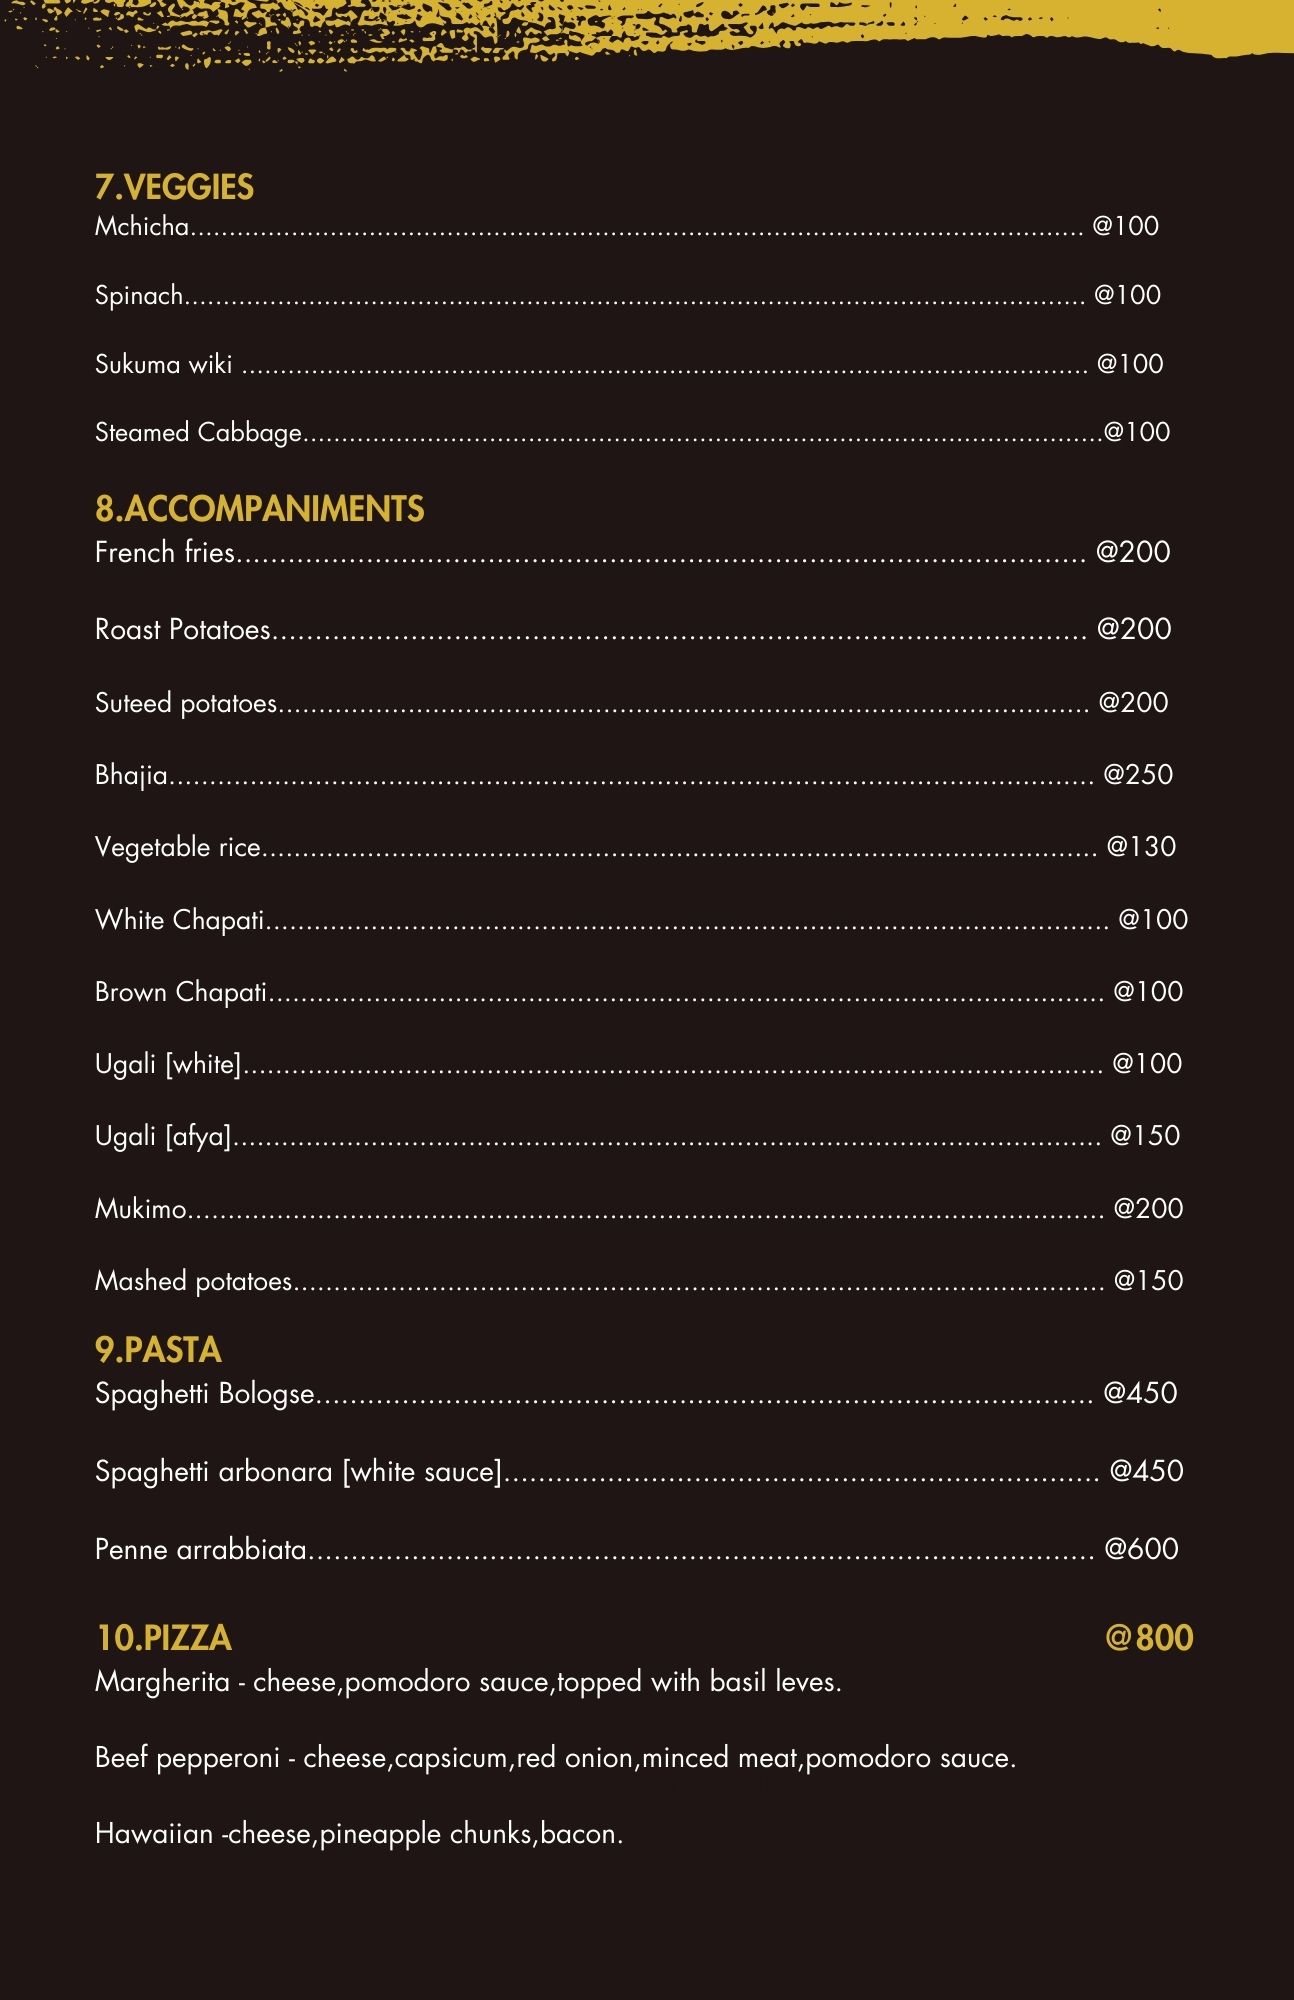 7.VEGGIES
Mchicha................................................................................................................ @100
Spinach................................................................................................................. @100
Sukuma wiki .......................................................................................................... @100
Steamed Cabbage....................................................................................................@100
8.ACCOMPANIMENTS
French fries................................................................................................ @200
Roast Potatoes............................................................................................ @200
Suteed potatoes.................................................................................................. @200
Bhajia................................................................................................................ @250
Vegetable rice..................................................................................................... @130
White Chapati...................................................................................................... @100
Brown Chapati..................................................................................................... @100
Ugali [white]........................................................................................................ @100
Ugali [afya]......................................................................................................... @150
Mukimo............................................................................................................... @200
Mashed potatoes.................................................................................................. @150
9.PASTA
Spaghetti Bologse........................................................................................ @450
Spaghetti arbonara [white sauce].................................................................... @450
Penne arrabbiata......................................................................................... @600
10.PIZZA @800
Margherita - cheese,pomodoro sauce,topped with basil leves.
Beef pepperoni - cheese,capsicum,red onion,minced meat,pomodoro sauce.
Hawaiian -cheese,pineapple chunks,bacon.